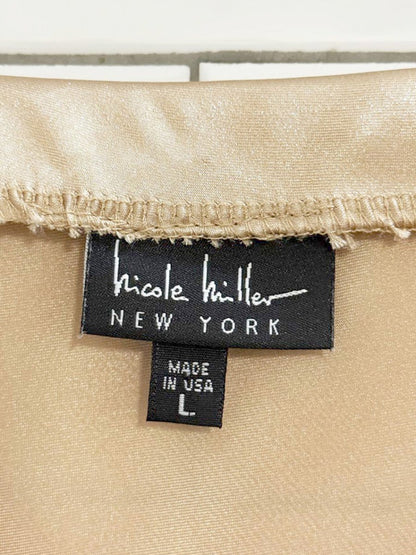 nicole miller
NEW YORK
MADE
IN USA
L